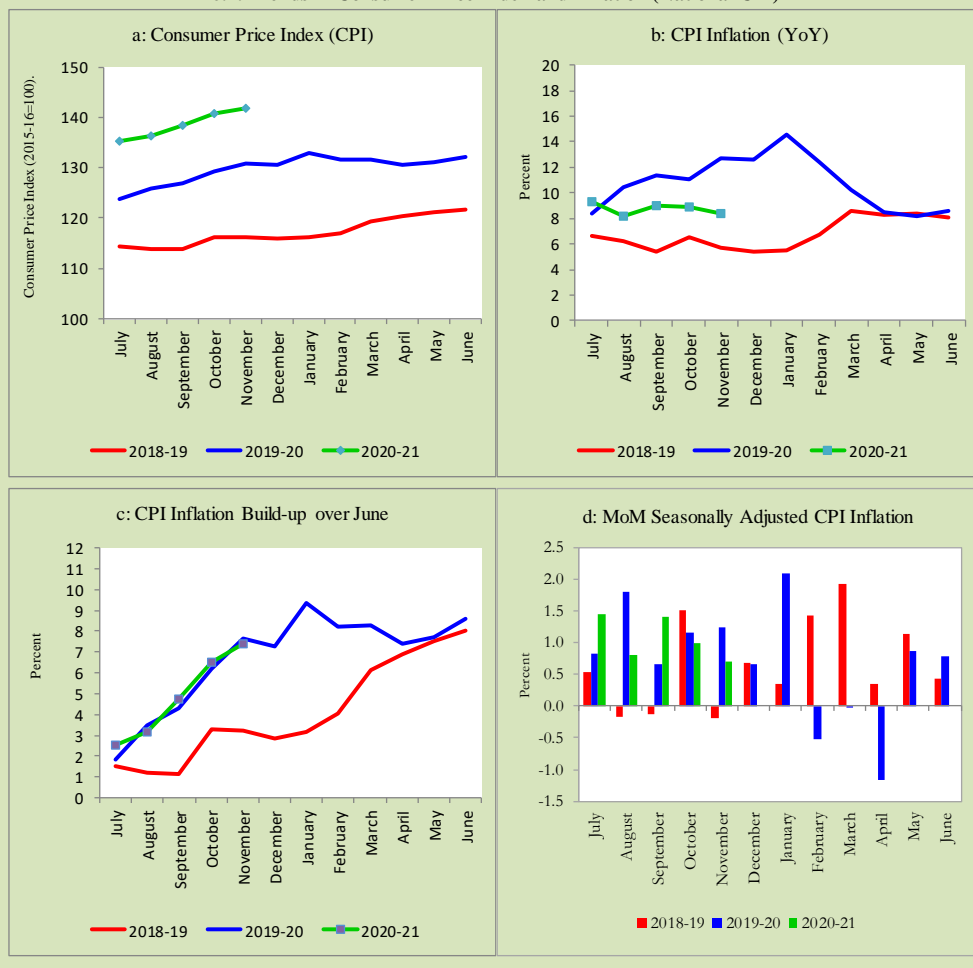 a: Consumer Price Index (CPI)
Consumer Price Index (2015-16=100).
150
140
130
120
110
100
July
August
September
October
November
December
January
February
March
April
May
June
2018-19
2019-20
2020-21
b: CPI Inflation (YoY)
Percent
20
18
16
14
12
10
8
6
4
2
0
July
August
September
October
November
December
January
February
March
April
May
June
2018-19
2019-20
2020-21
c: CPI Inflation Build-up over June
Percent
12
11
10
9
8
7
6
5
4
3
2
1
0
July
August
September
October
November
December
January
February
March
April
May
June
2018-19
2019-20
2020-21
d: MoM Seasonally Adjusted CPI Inflation
Percent
2.5
2.0
1.5
1.0
0.5
0.0
-0.5
-1.0
-1.5
July
August
September
October
November
December
January
February
March
April
May
June
2018-19
2019-20
2020-21